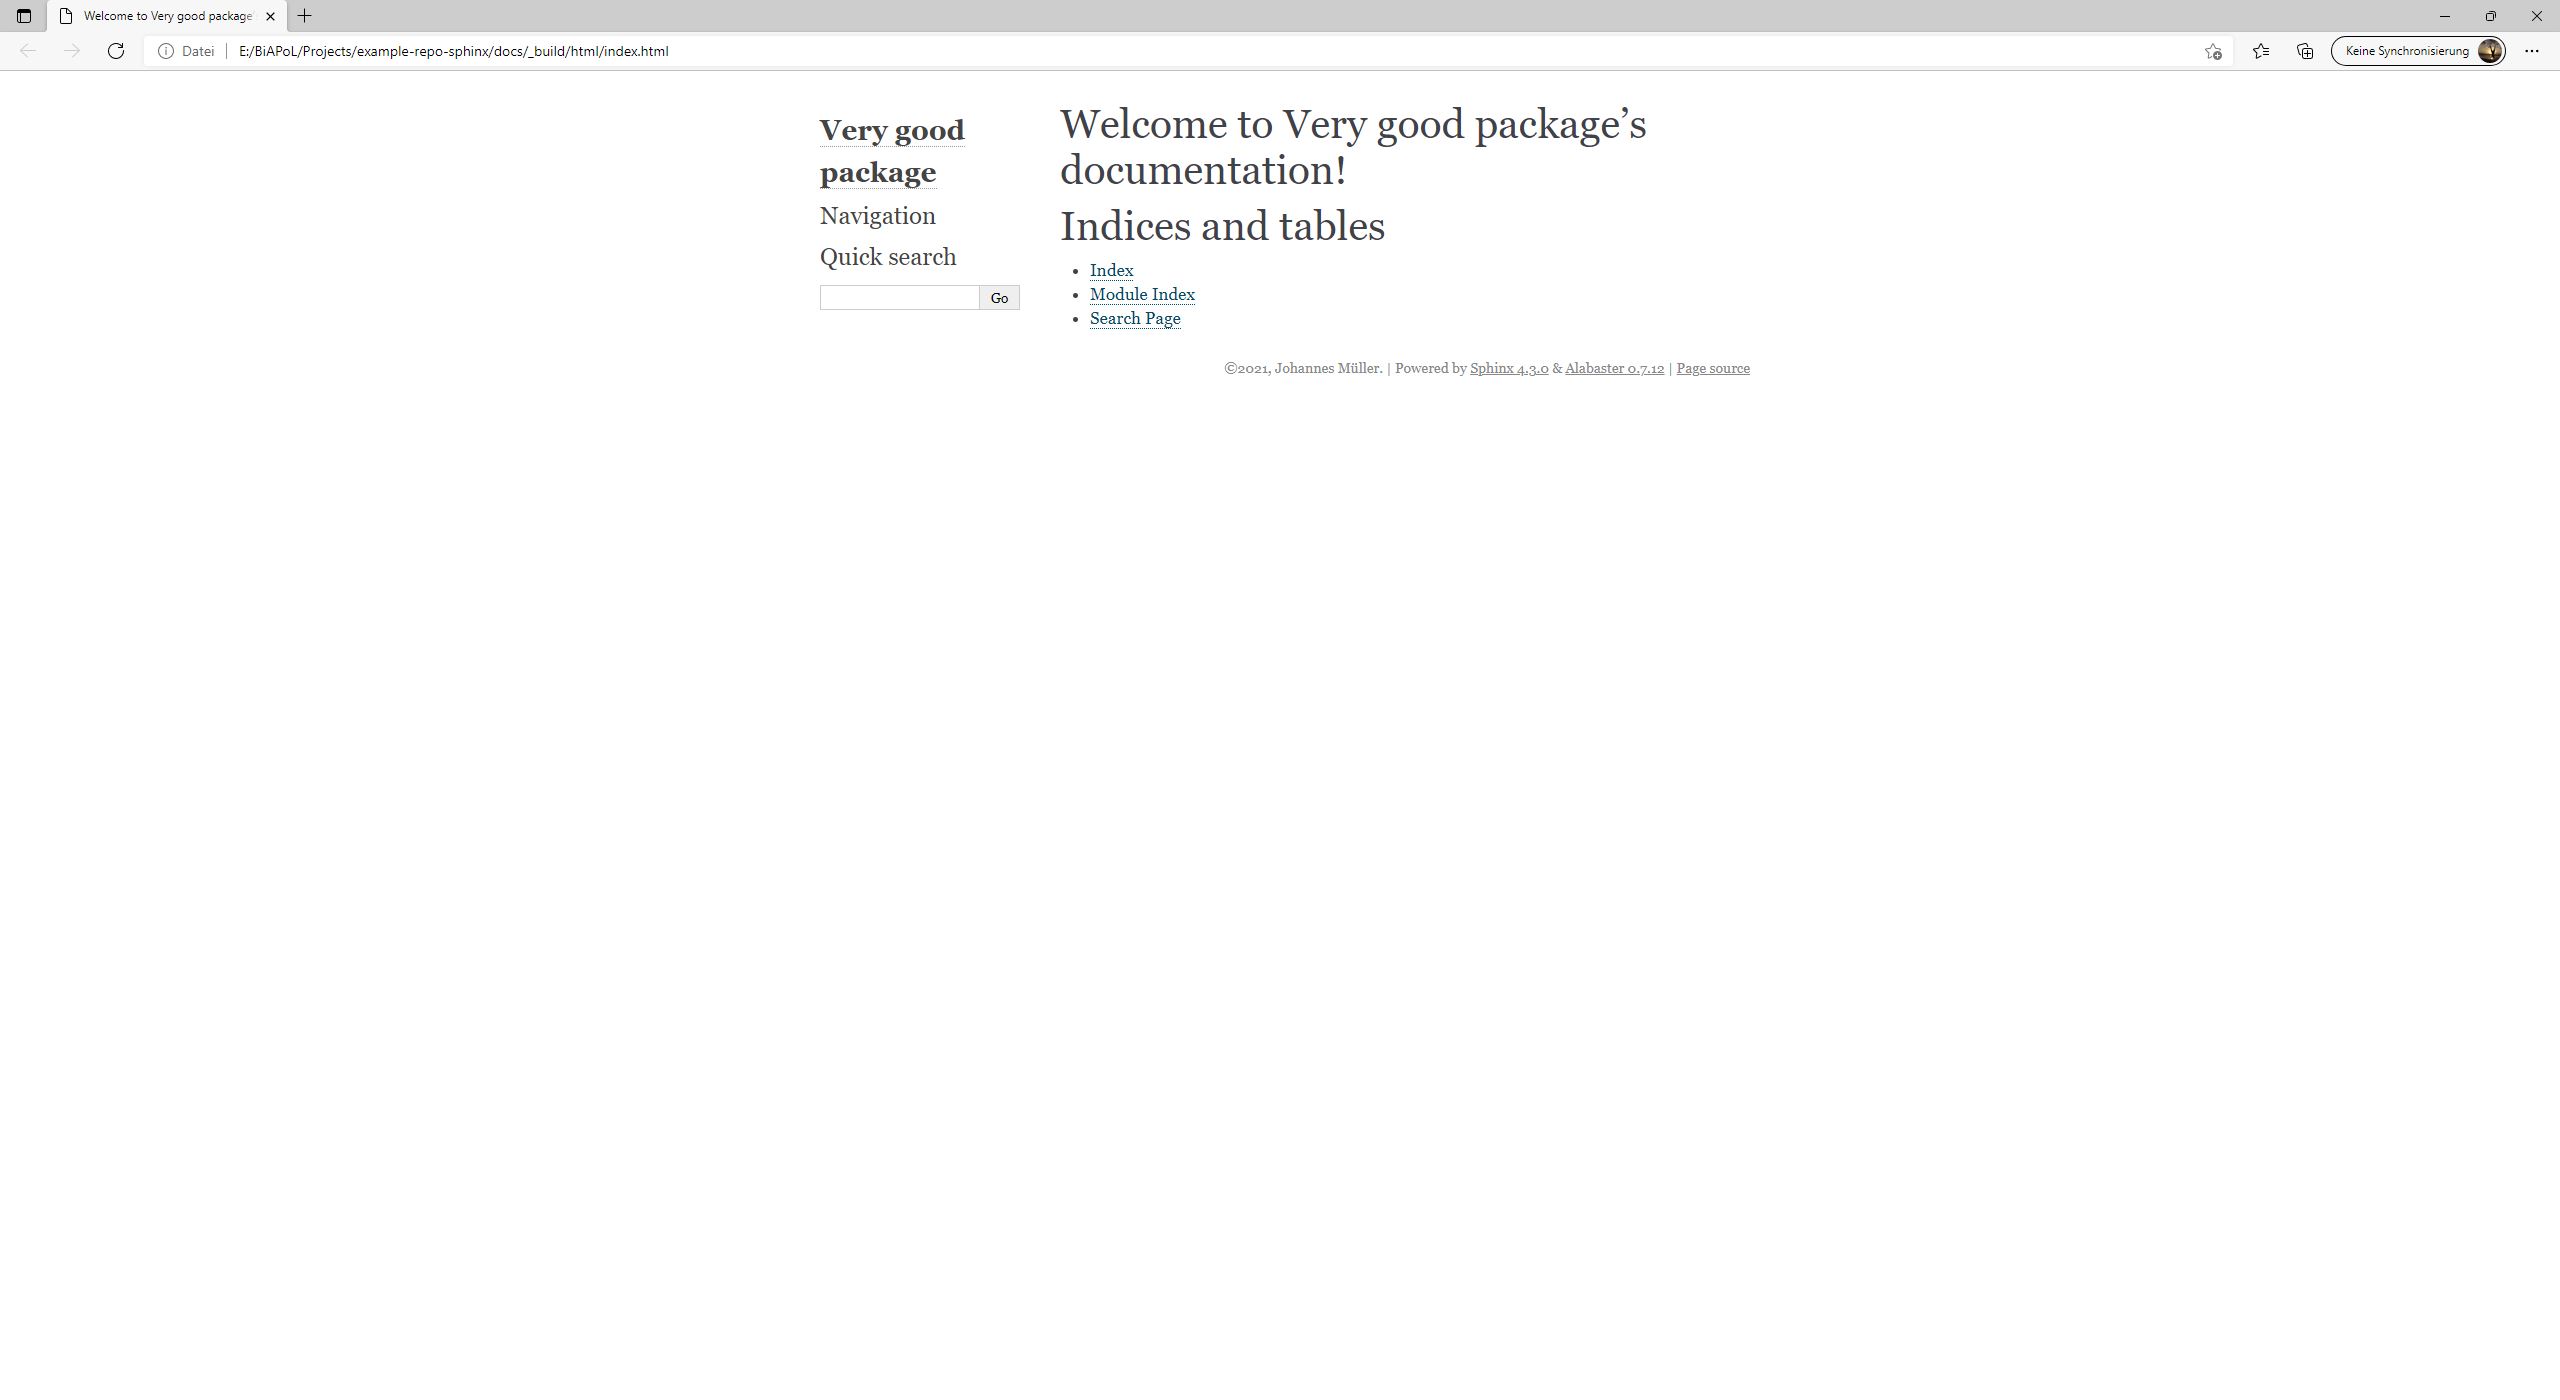 Welcome to Very good package'
Datei
E:/BiAPoL/Projects/example-repo-sphinx/docs/_build/html/index.html
Keine Synchronisierung
Very good
package
Navigation
Quick search
Go
Welcome to Very good package’s
documentation!
Indices and tables
Index
Module Index
Search Page
©2021, Johannes Müller. | Powered by Sphinx 4.3.0 & Alabaster 0.7.12 | Page source